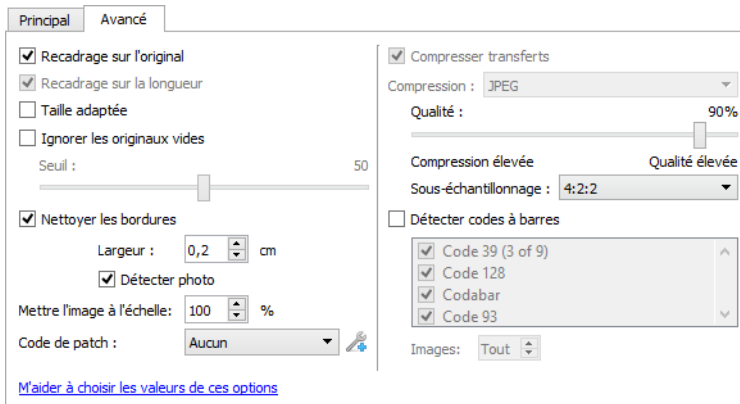 Principal Avancé
Recadrage sur l'original
Recadrage sur la longueur
Taille adaptée
Ignorer les originaux vides
Seuil : 50
Nettoyer les bordures
Largeur : 0,2 cm
Détecter photo
Mettre l'image à l'échelle: 100 %
Code de patch : Aucun
M'aider à choisir les valeurs de ces options
Compresser transferts
Compression : JPEG
Qualité : 90%
Compression élevée Qualité élevée
Sous-échantillonnage : 4:2:2
Détecter codes à barres
Code 39 (3 of 9)
Code 128
Codabar
Code 93
Images: Tout